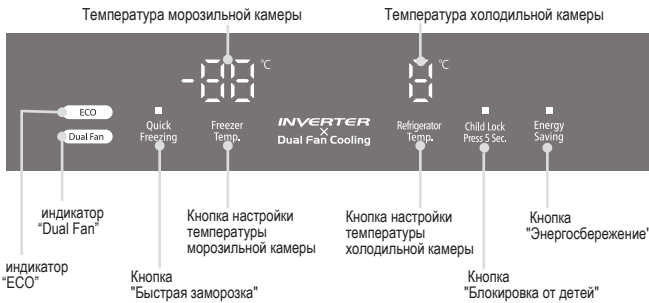 Температура морозильной камеры
Температура холодильной камеры
-88 °C
8 °C
ECO
Dual Fan
Quick
Freezing
Freezer
Temp.
INVERTER
×
Dual Fan Cooling
Refrigerator
Temp.
Child Lock
Press 5 Sec.
Energy
Saving
индикатор
“Dual Fan”
Кнопка настройки
температуры
морозильной камеры
Кнопка настройки
температуры
холодильной камеры
Кнопка
"Энергосбережение"
индикатор
“ECO”
Кнопка
"Быстрая заморозка"
Кнопка
"Блокировка от детей"